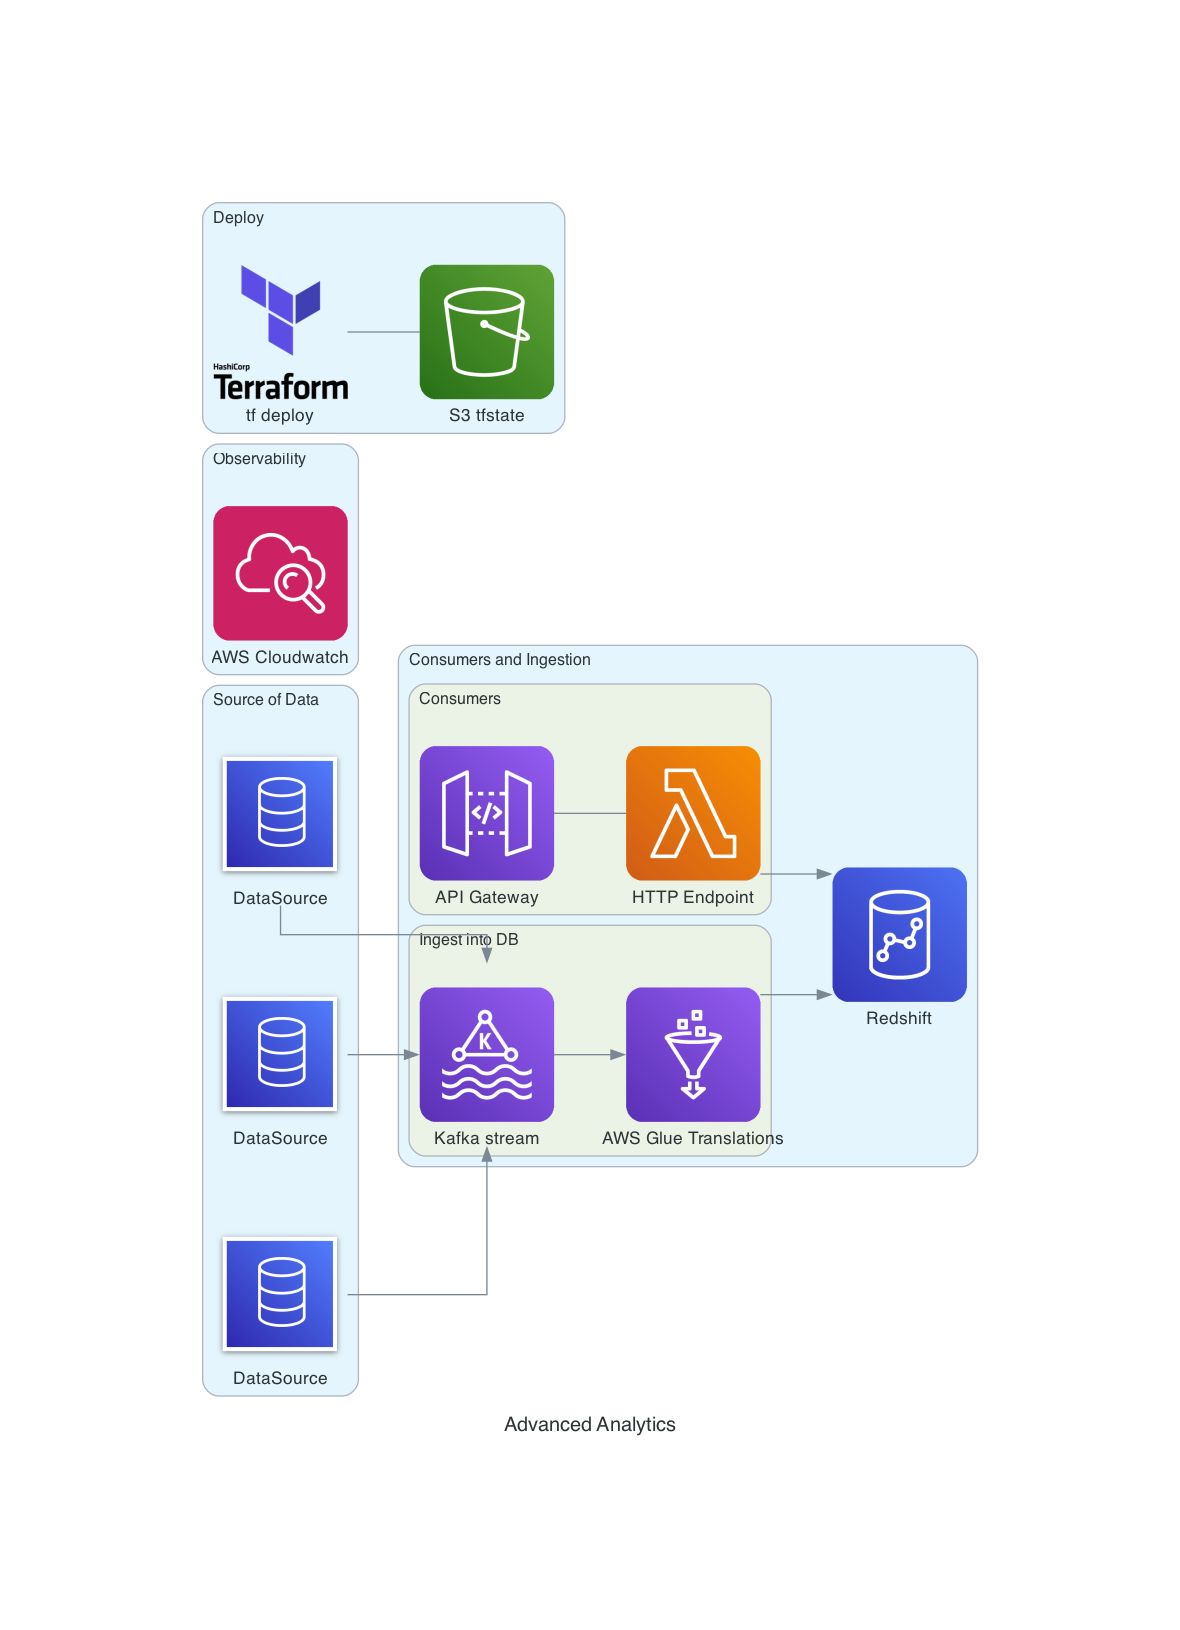 Deploy
HashiCorp
Terraform
tf deploy
S3 tfstate
Observability
AWS Cloudwatch
Source of Data
DataSource
DataSource
DataSource
Consumers and Ingestion
Consumers
API Gateway
HTTP Endpoint
Ingest into DB
K
Kafka stream
AWS Glue Translations
Redshift
Advanced Analytics